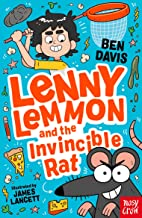 BEN
DAVIS
LENNY
LEMMON
and the
Invincible
Rat
Illustrated by
JAMES
LANCETT
nosy
crow